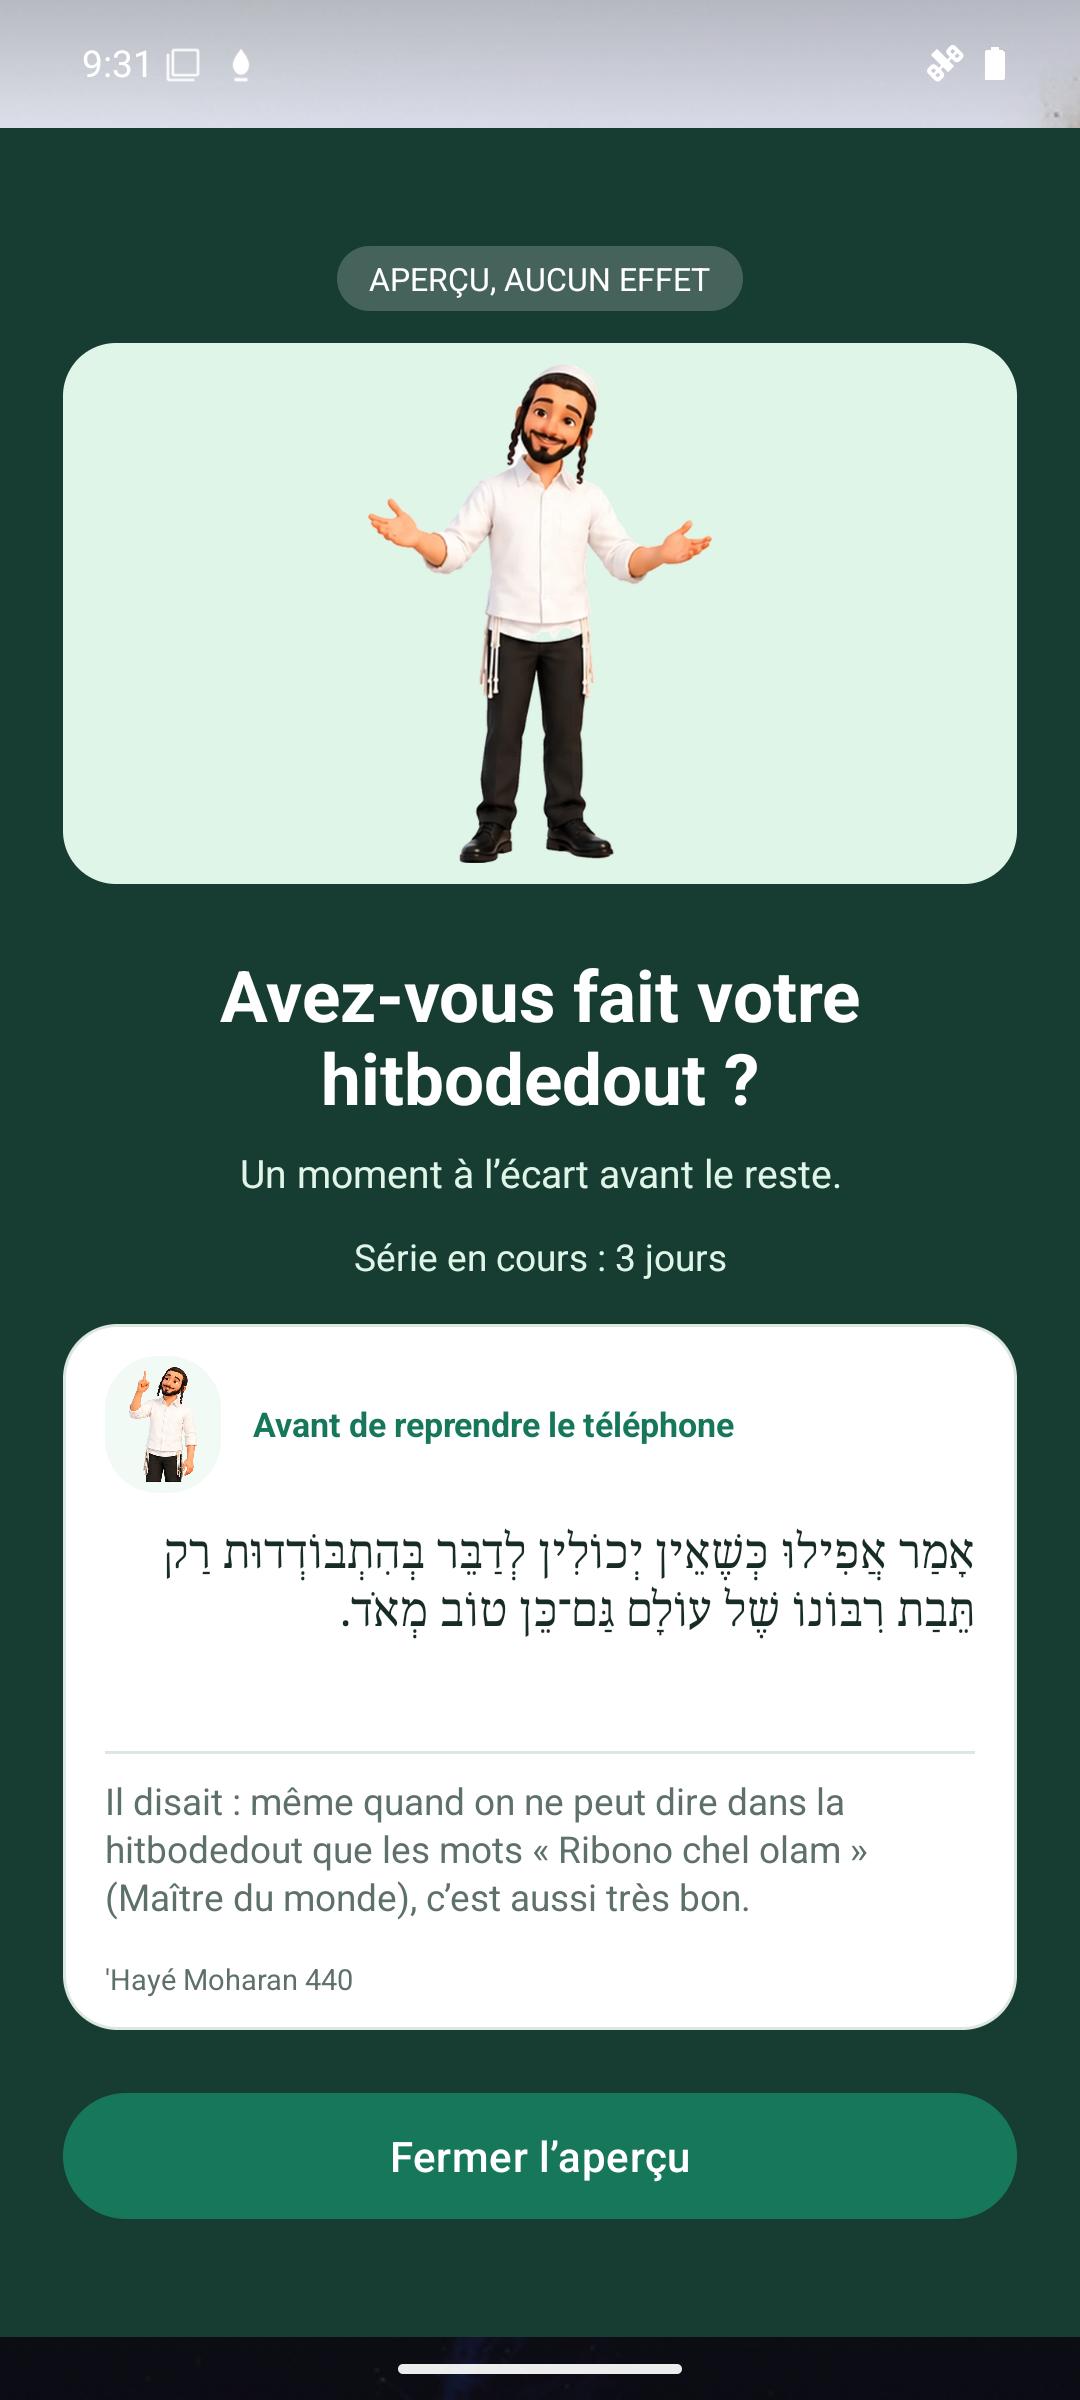 9:31
APERÇU, AUCUN EFFET
Avez-vous fait votre
hitbodedout ?
Un moment à l’écart avant le reste.
Série en cours : 3 jours
Avant de reprendre le téléphone
אָמַר אֲפִילוּ כְּשֶׁאֵין יְכוֹלִין לְדַבֵּר בְּהִתְבּוֹדְדוּת רַק
תֵּבַת רִבּוֹנוֹ שֶׁל עוֹלָם גַּם־כֵּן טוֹב מְאֹד.
Il disait : même quand on ne peut dire dans la
hitbodedout que les mots « Ribono chel olam »
(Maître du monde), c’est aussi très bon.
'Hayé Moharan 440
Fermer l’aperçu